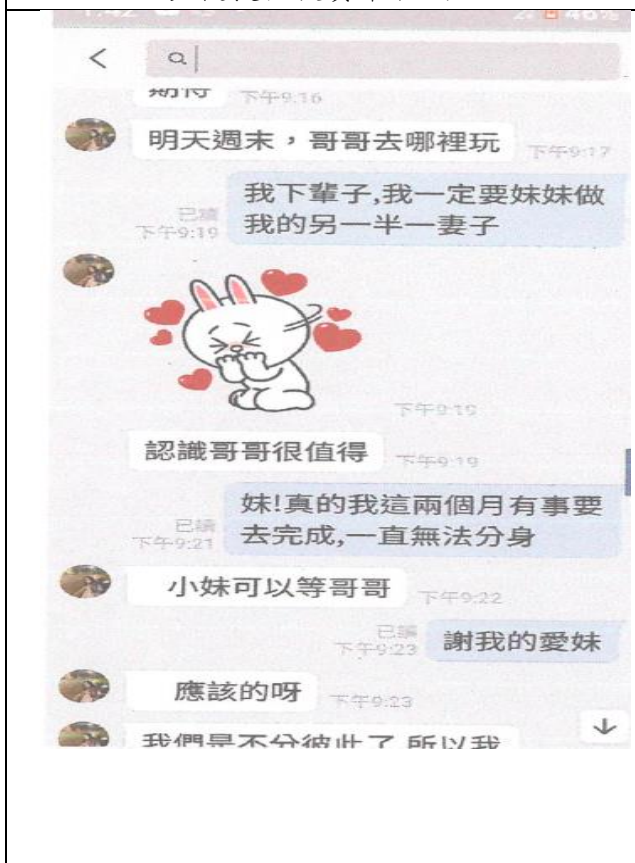 期待 下午9:16
明天週末，哥哥去哪裡玩 下午9:17
我下輩子,我一定要妹妹做
我的另一半一妻子
已讀
下午9:19
下午9:19
認識哥哥很值得 下午9:19
妹!真的我這兩個月有事要
去完成,一直無法分身
已讀
下午9:21
小妹可以等哥哥 下午9:22
已讀
下午9:23
謝我的愛妹
應該的呀 下午9:23
我們是不分彼此了,所以我